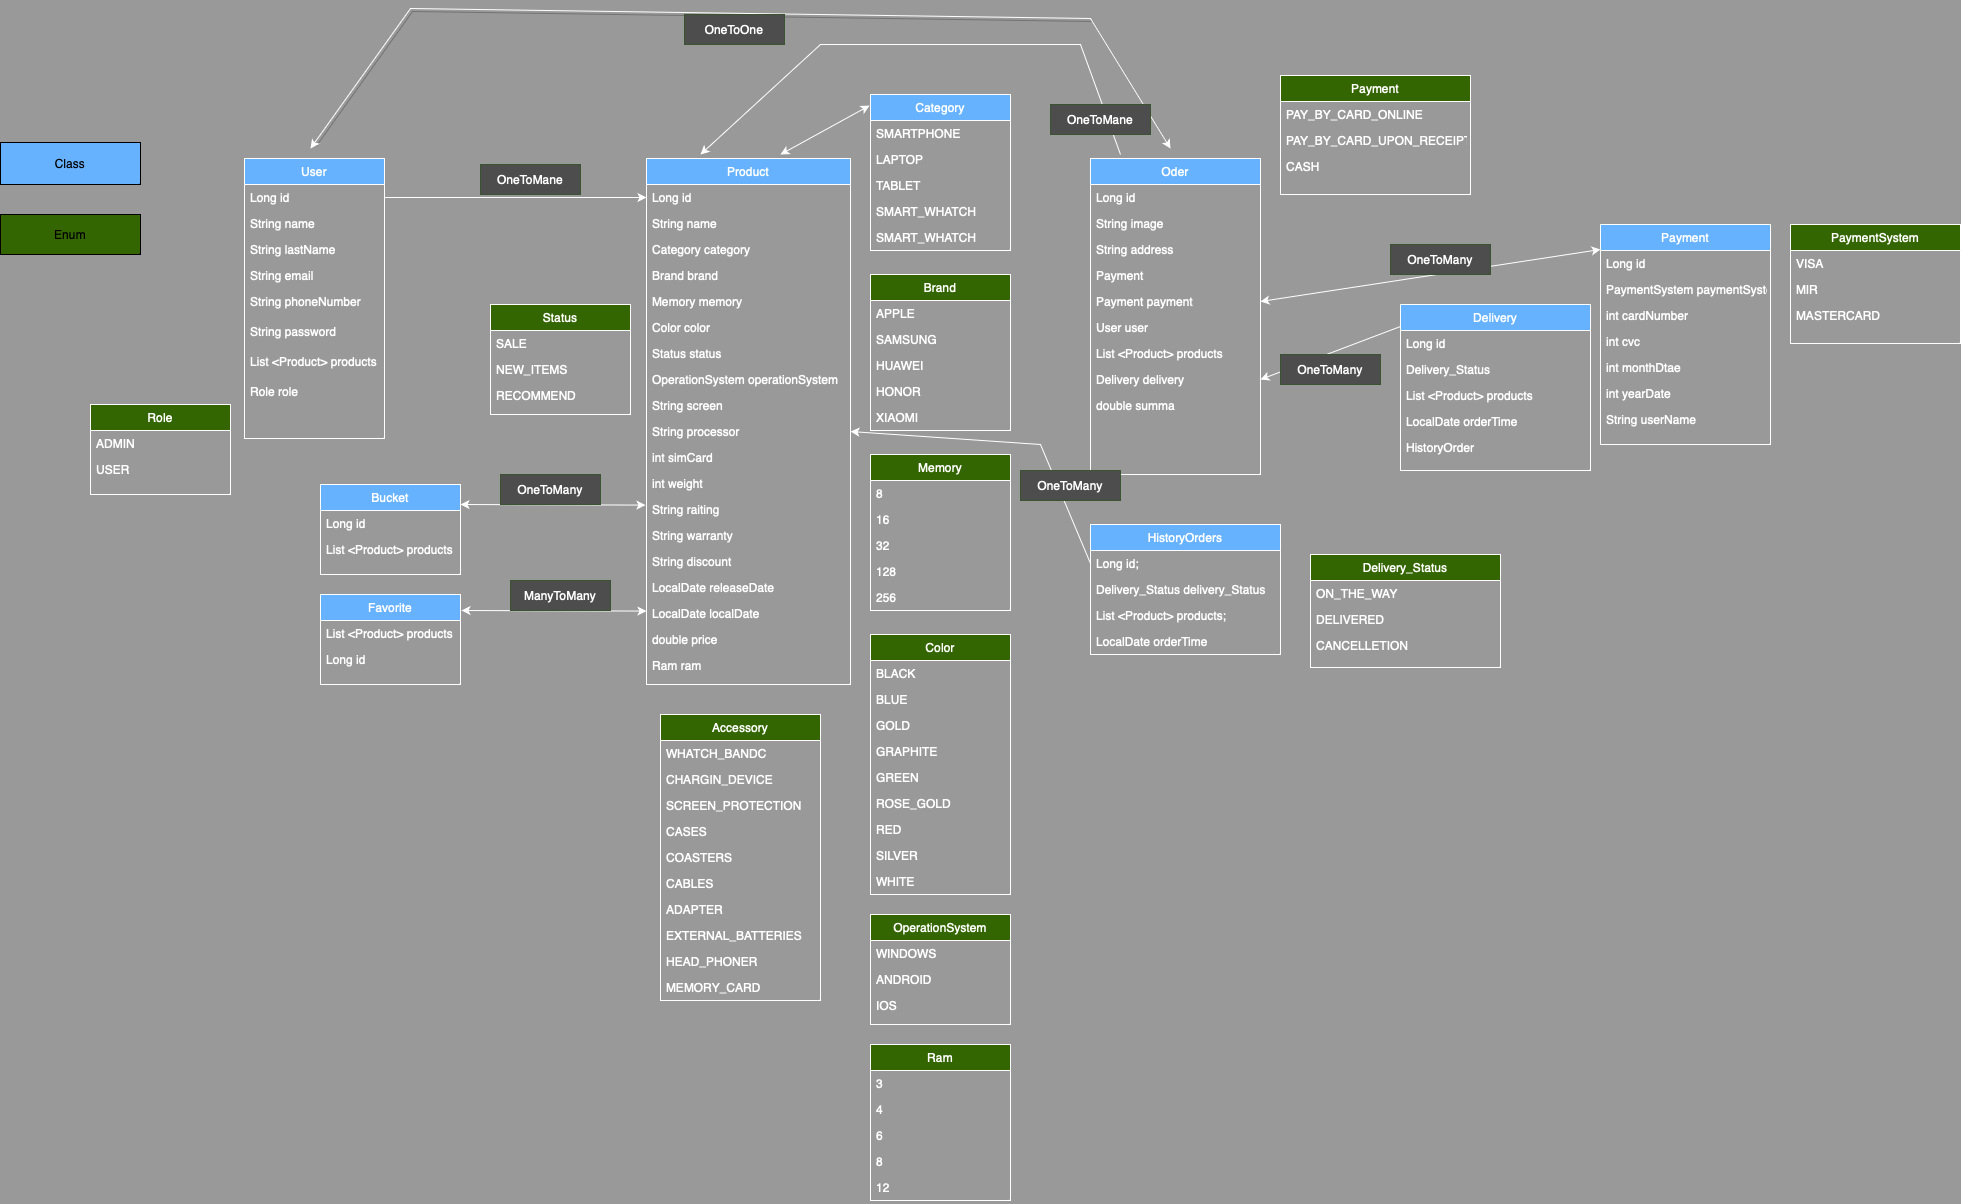 OneToOne
Class
Enum
User
Long id
String name
String lastName
String email
String phoneNumber
String password
List <Product> products
Role role
OneToMane
Role
ADMIN
USER
Status
SALE
NEW_ITEMS
RECOMMEND
Bucket
Long id
List <Product> products
OneToMany
Favorite
List <Product> products
Long id
ManyToMany
Product
Long id
String name
Category category
Brand brand
Memory memory
Color color
Status status
OperationSystem operationSystem
String screen
String processor
int simCard
int weight
String raiting
String warranty
String discount
LocalDate releaseDate
LocalDate localDate
double price
Ram ram
Accessory
WHATCH_BANDC
CHARGIN_DEVICE
SCREEN_PROTECTION
CASES
COASTERS
CABLES
ADAPTER
EXTERNAL_BATTERIES
HEAD_PHONER
MEMORY_CARD
Category
SMARTPHONE
LAPTOP
TABLET
SMART_WHATCH
SMART_WHATCH
Brand
APPLE
SAMSUNG
HUAWEI
HONOR
XIAOMI
Memory
8
16
32
128
256
Color
BLACK
BLUE
GOLD
GRAPHITE
GREEN
ROSE_GOLD
RED
SILVER
WHITE
OperationSystem
WINDOWS
ANDROID
IOS
Ram
3
4
6
8
12
OneToMane
Oder
Long id
String image
String address
Payment
Payment payment
User user
List <Product> products
Delivery delivery
double summa
OneToMany
HistoryOrders
Long id;
Delivery_Status delivery_Status
List <Product> products;
LocalDate orderTime
Payment
PAY_BY_CARD_ONLINE
PAY_BY_CARD_UPON_RECEIPT
CASH
OneToMany
OneToMany
Delivery
Long id
Delivery_Status
List <Product> products
LocalDate orderTime
HistoryOrder
Delivery_Status
ON_THE_WAY
DELIVERED
CANCELLETION
Payment
Long id
PaymentSystem paymentSyst
int cardNumber
int cvc
int monthDtae
int yearDate
String userName
PaymentSystem
VISA
MIR
MASTERCARD